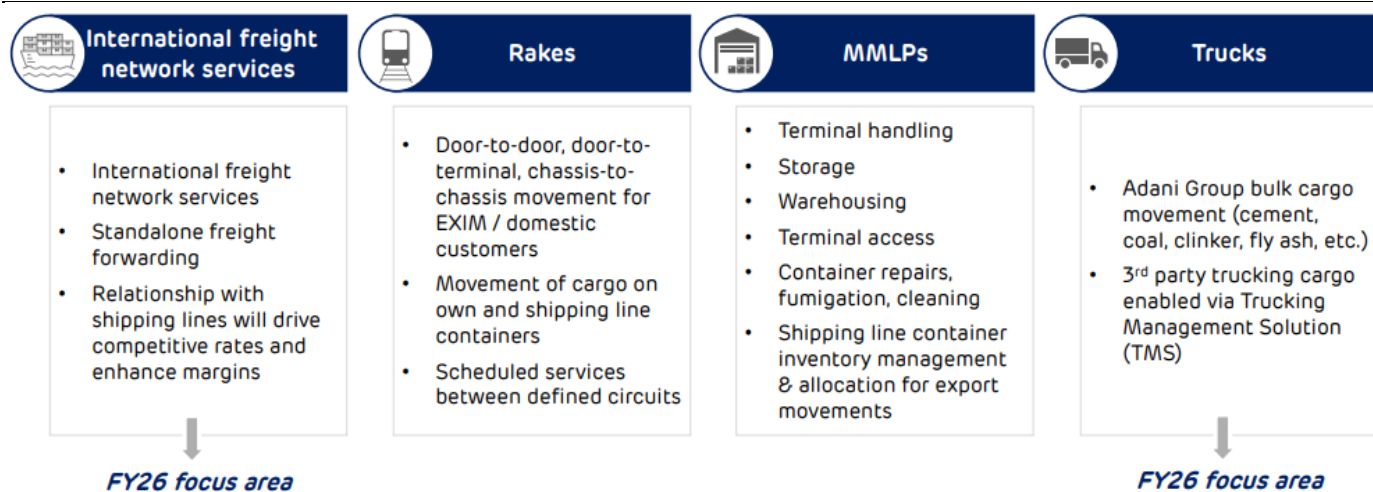 International freight
network services
Rakes
MMLPs
Trucks
• International freight
network services
• Standalone freight
forwarding
• Relationship with
shipping lines will drive
competitive rates and
enhance margins
• Door-to-door, door-to-
terminal, chassis-to-
chassis movement for
EXIM / domestic
customers
• Movement of cargo on
own and shipping line
containers
• Scheduled services
between defined circuits
• Terminal handling
• Storage
• Warehousing
• Terminal access
• Container repairs,
fumigation, cleaning
• Shipping line container
inventory management
& allocation for export
movements
• Adani Group bulk cargo
movement (cement,
coal, clinker, fly ash, etc.)
• 3rd party trucking cargo
enabled via Trucking
Management Solution
(TMS)
FY26 focus area
FY26 focus area